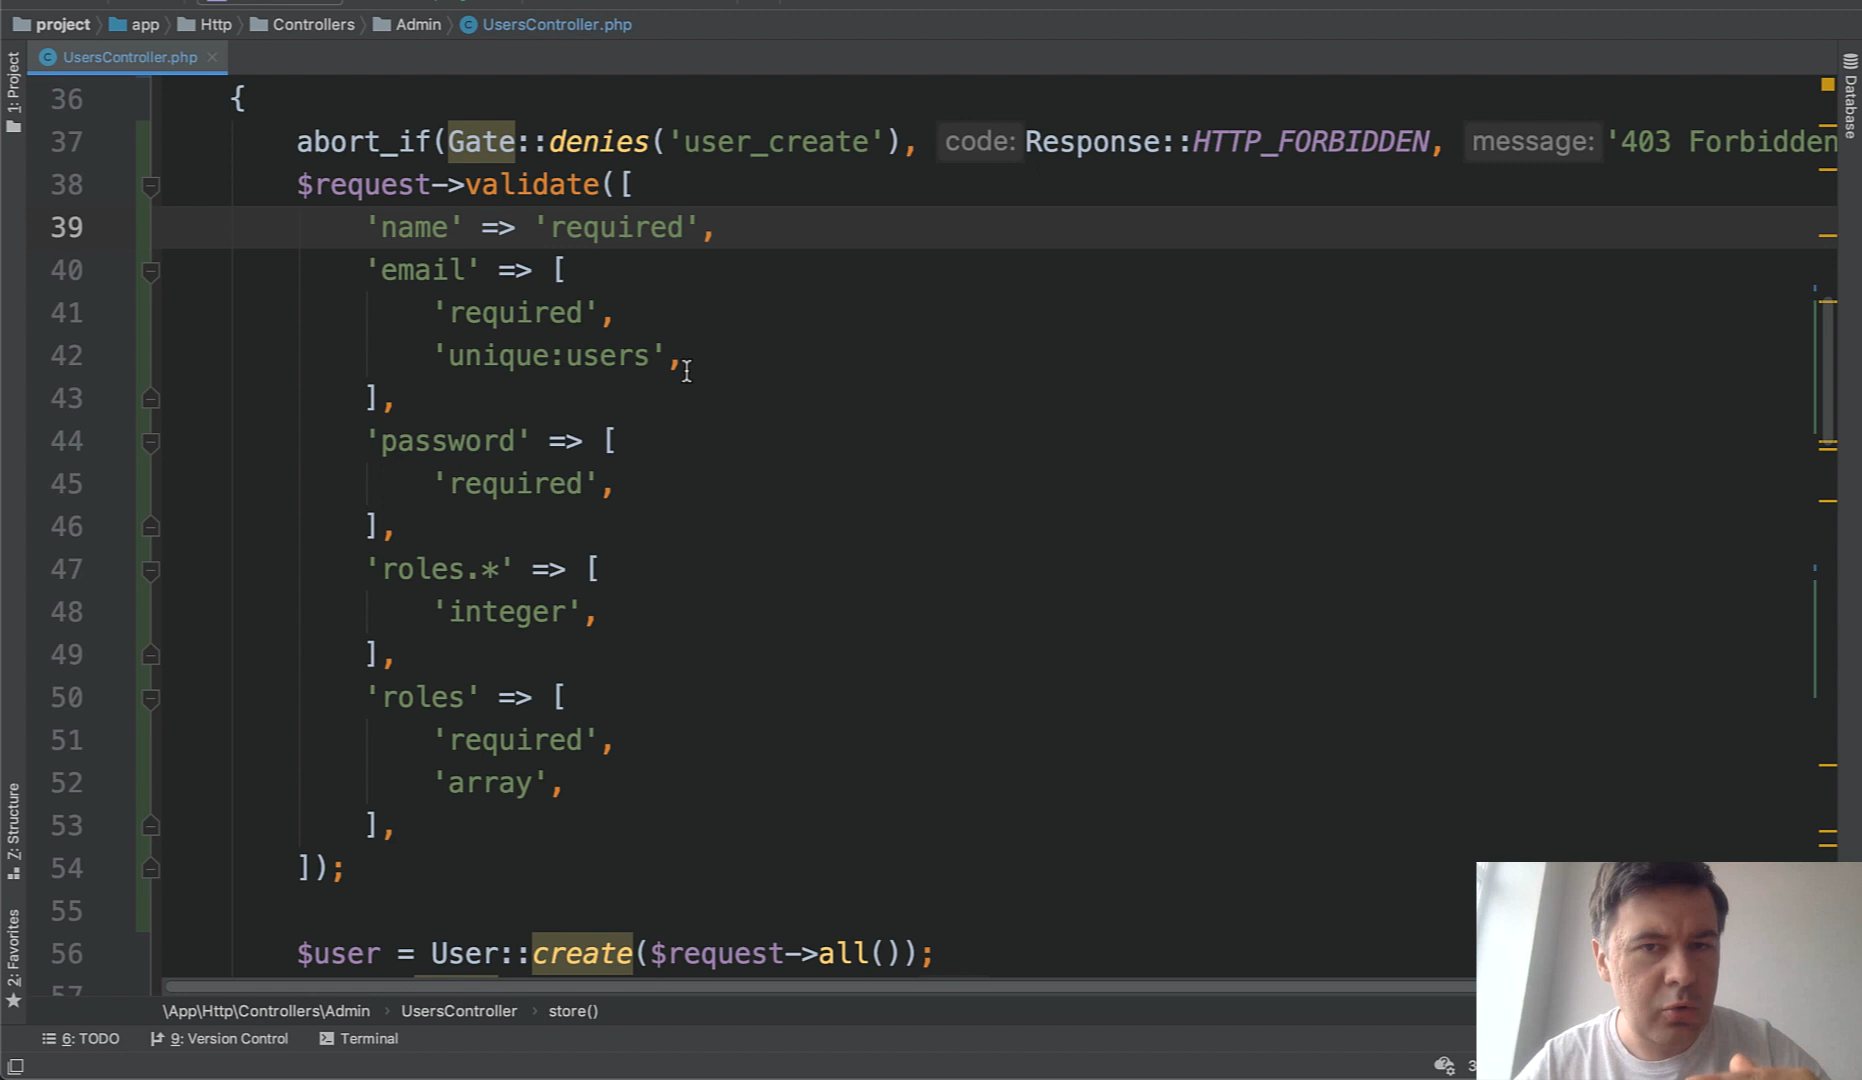 project app Http Controllers Admin UsersController.php
UsersController.php
1: Project
Database
36 {
37 abort_if(Gate::denies('user_create'), code: Response::HTTP_FORBIDDEN, message: '403 Forbidden
38 $request->validate([
39 'name' => 'required',
40 'email' => [
41 'required',
42 'unique:users',
43 ],
44 'password' => [
45 'required',
46 ],
47 'roles.*' => [
48 'integer',
49 ],
50 'roles' => [
51 'required',
52 'array',
53 ],
54 ]);
55
56 $user = User::create($request->all());
57
Z: Structure
2: Favorites
\App\Http\Controllers\Admin › UsersController › store()
6: TODO 9: Version Control Terminal